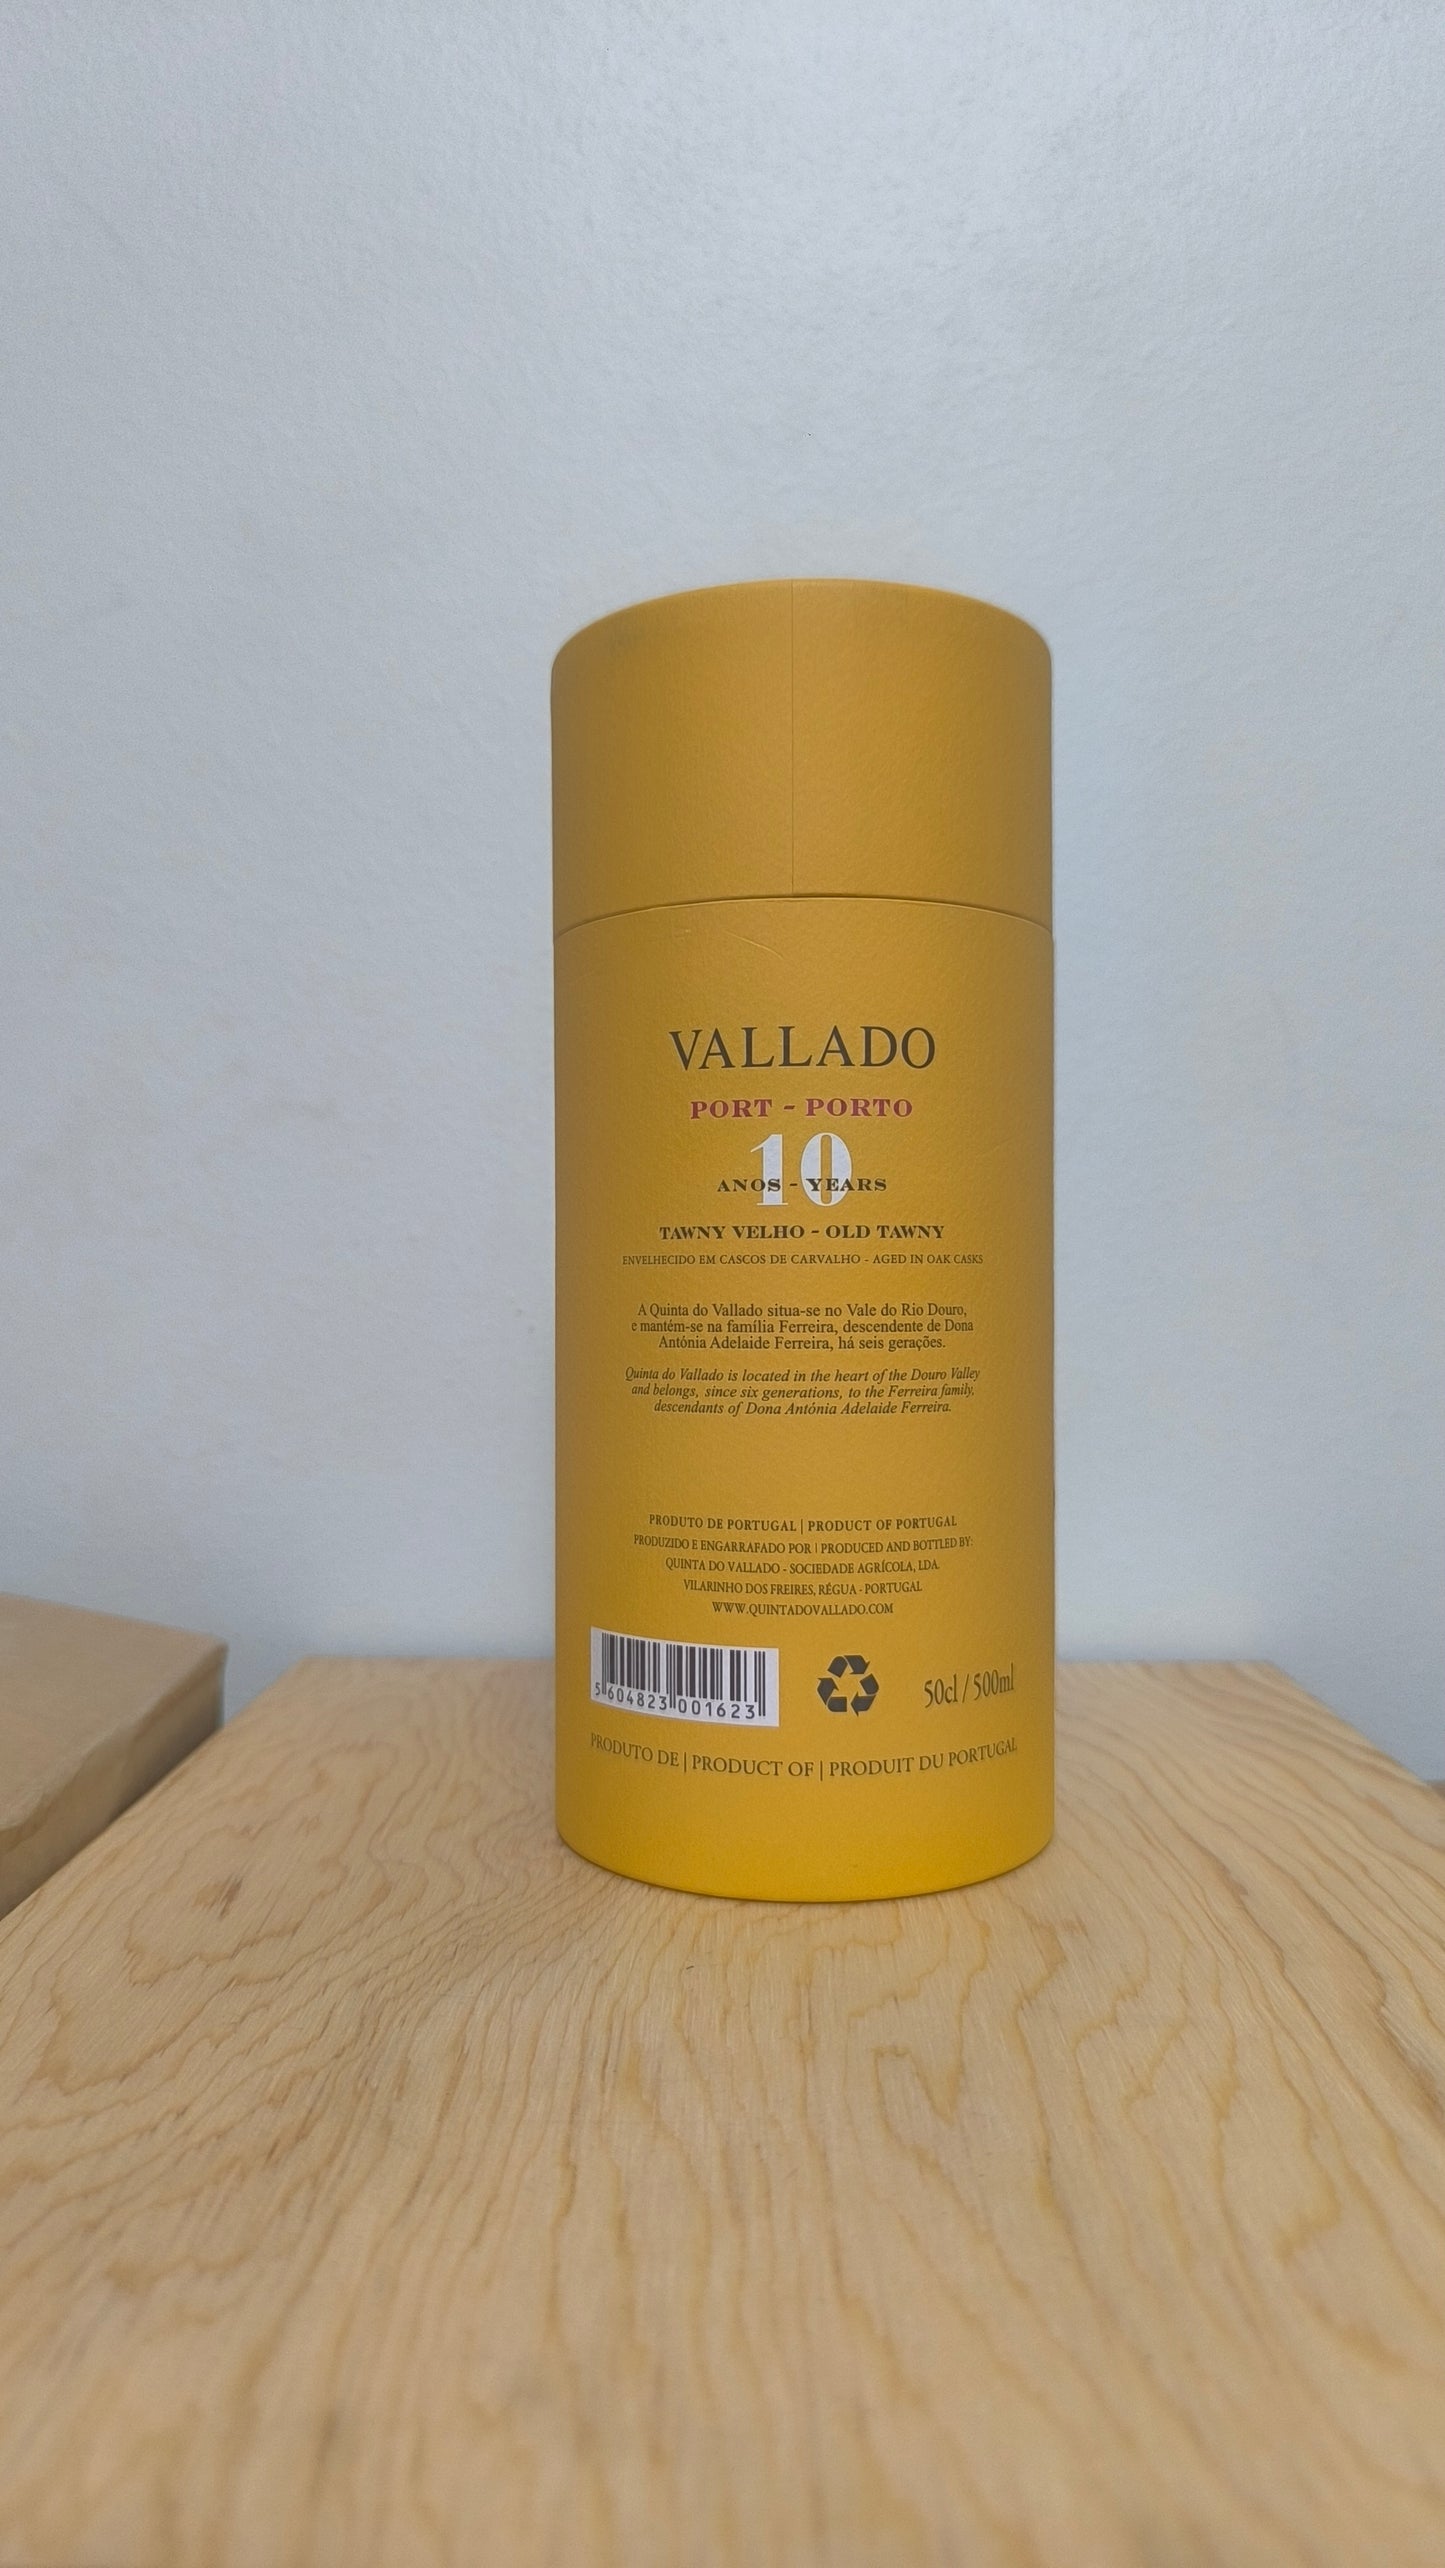 VALLADO
PORT - PORTO
10
ANOS - YEARS
TAWNY VELHO - OLD TAWNY
ENVELHECIDO EM CASCOS DE CARVALHO - AGED IN OAK CASKS
A Quinta do Vallado situa-se no Vale do Rio Douro,
e mantém-se na família Ferreira, descendente de Dona
Antónia Adelaide Ferreira, há seis gerações.
Quinta do Vallado is located in the heart of the Douro Valley
and belongs, since six generations, to the Ferreira family,
descendants of Dona Antónia Adelaide Ferreira.
PRODUTO DE PORTUGAL | PRODUCT OF PORTUGAL
PRODUZIDO E ENGARRAFADO POR | PRODUCED AND BOTTLED BY:
QUINTA DO VALLADO - SOCIEDADE AGRÍCOLA, LDA.
VILARINHO DOS FREIRES, RÉGUA - PORTUGAL
WWW.QUINTADOVALLADO.COM
5 604823 001623
50cl / 500ml
PRODUTO DE | PRODUCT OF | PRODUIT DU PORTUGAL